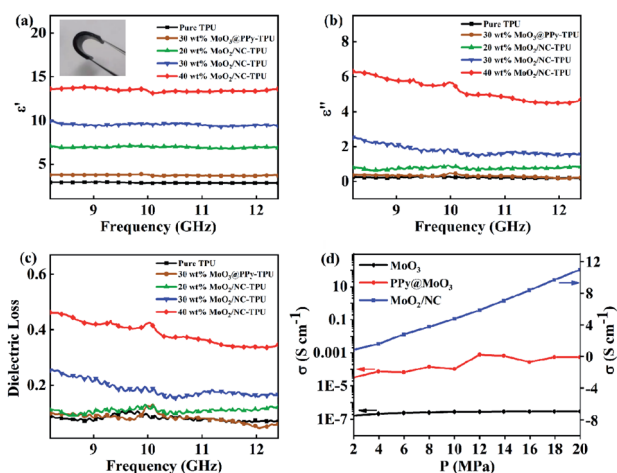 (a)
Pure TPU
30 wt% MoO3@PPy-TPU
20 wt% MoO2/NC-TPU
30 wt% MoO2/NC-TPU
40 wt% MoO2/NC-TPU
ε'
20
15
10
5
9 10 11 12
Frequency (GHz)
(b)
Pure TPU
30 wt% MoO3@PPy-TPU
20 wt% MoO2/NC-TPU
30 wt% MoO2/NC-TPU
40 wt% MoO2/NC-TPU
ε''
8
6
4
2
0
9 10 11 12
Frequency (GHz)
(c)
Pure TPU
30 wt% MoO3@PPy-TPU
20 wt% MoO2/NC-TPU
30 wt% MoO2/NC-TPU
40 wt% MoO2/NC-TPU
Dielectric Loss
0.6
0.4
0.2
9 10 11 12
Frequency (GHz)
(d)
MoO3
PPy@MoO3
MoO2/NC
σ (S cm-1)
10
0.1
0.001
1E-5
1E-7
2 4 6 8 10 12 14 16 18 20
P (MPa)
12
8
4
0
-4
-8
σ (S cm-1)